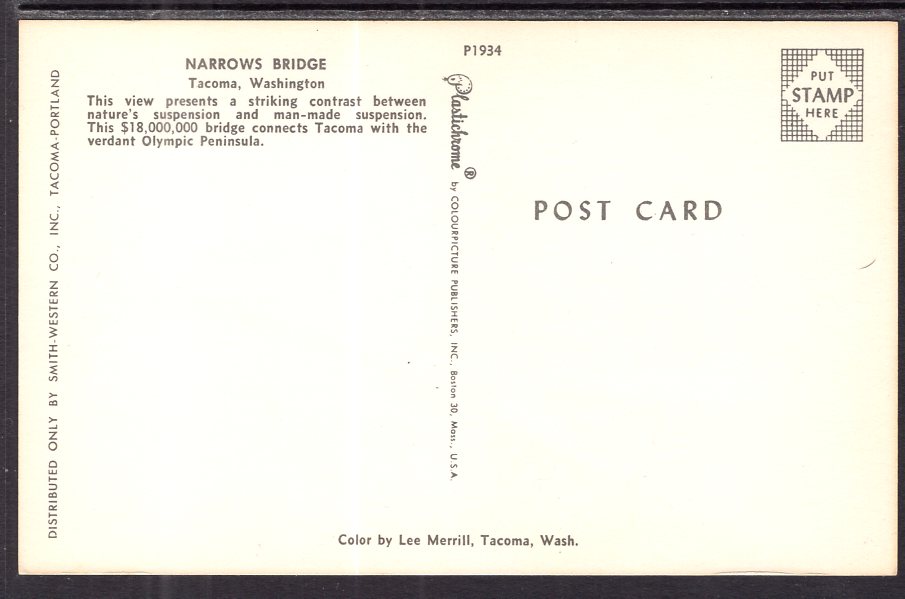 NARROWS BRIDGE
Tacoma, Washington
This view presents a striking contrast between
nature's suspension and man-made suspension.
This $18,000,000 bridge connects Tacoma with the
verdant Olympic Peninsula.
DISTRIBUTED ONLY BY SMITH-WESTERN CO., INC., TACOMA-PORTLAND
P1934
Plastichrome ® by COLOURPICTURE PUBLISHERS, INC., Boston 30, Mass., U.S.A.
PUT
STAMP
HERE
POST CARD
Color by Lee Merrill, Tacoma, Wash.